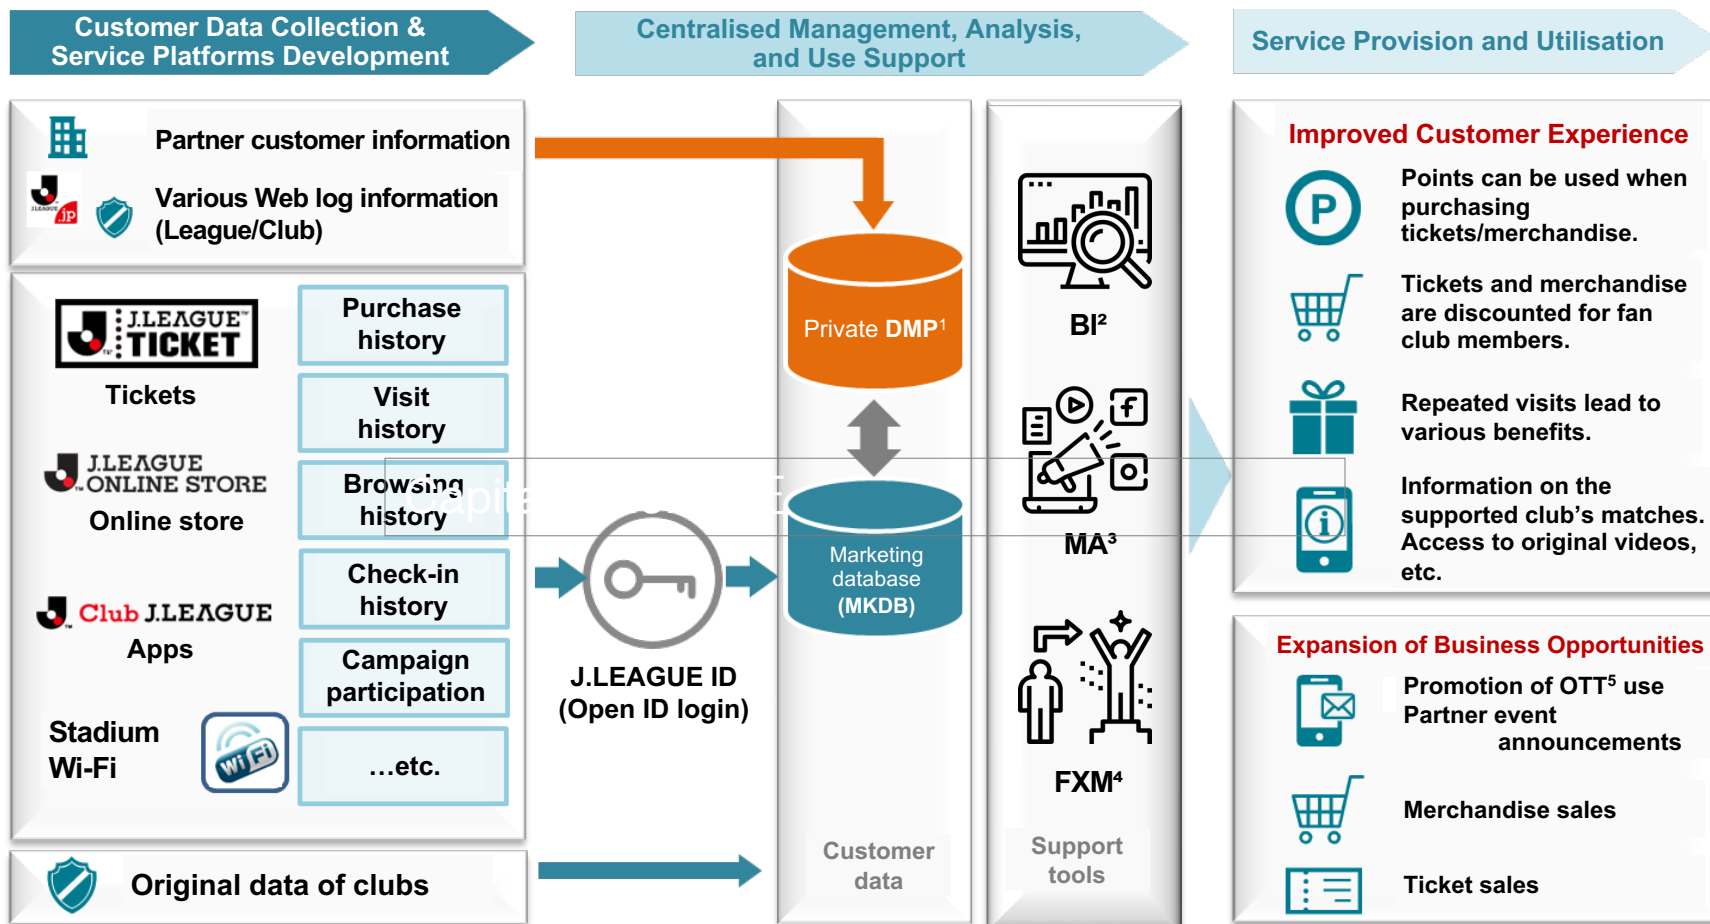 Customer Data Collection &
Service Platforms Development
Centralised Management, Analysis,
and Use Support
Service Provision and Utilisation
Partner customer information
J.LEAGUE .jp
Various Web log information
(League/Club)
J.LEAGUE™
TICKET
Tickets
J.LEAGUE
ONLINE STORE
Online store
Club J.LEAGUE
Apps
Stadium
Wi-Fi
WiFi
Purchase
history
Visit
history
Browsing
history
Check-in
history
Campaign
participation
…etc.
Original data of clubs
J.LEAGUE ID
(Open ID login)
Private DMP¹
Marketing
database
(MKDB)
Customer
data
BI²
MA³
FXM⁴
Support
tools
Improved Customer Experience
P
Points can be used when
purchasing
tickets/merchandise.
Tickets and merchandise
are discounted for fan
club members.
Repeated visits lead to
various benefits.
Information on the
supported club’s matches.
Access to original videos,
etc.
Expansion of Business Opportunities
Promotion of OTT⁵ use
Partner event
announcements
Merchandise sales
Ticket sales